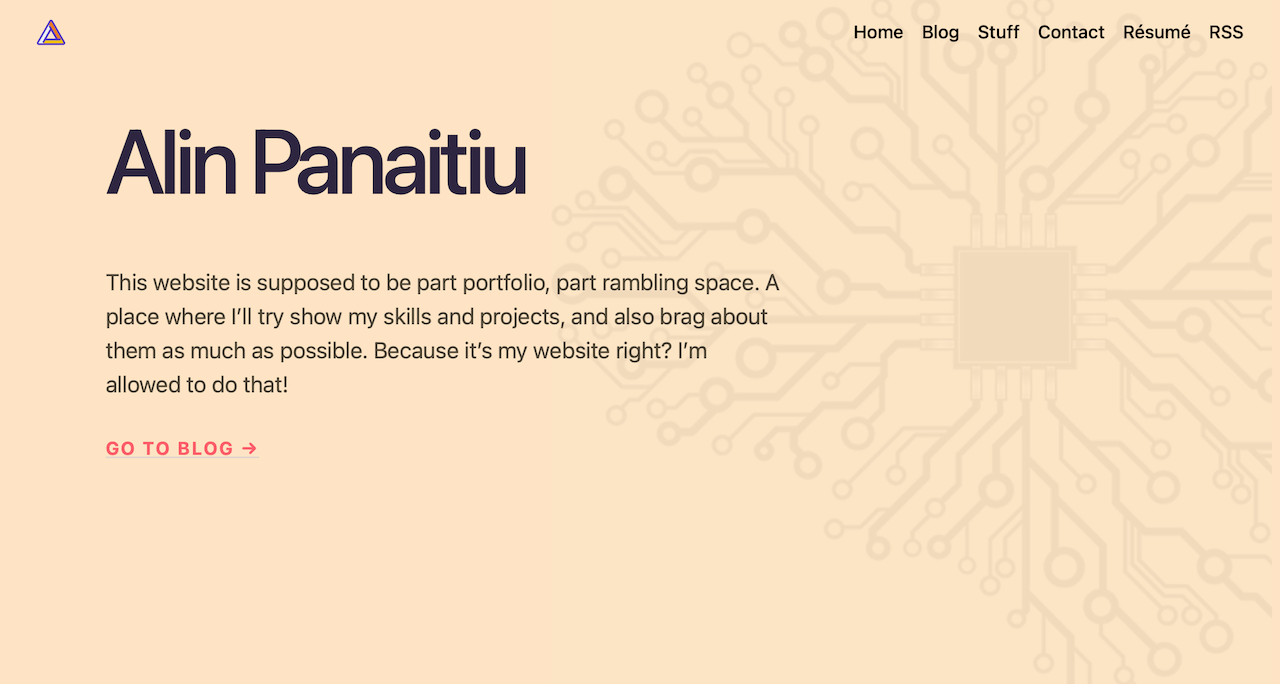 Home Blog Stuff Contact Résumé RSS
Alin Panaitiu
This website is supposed to be part portfolio, part rambling space. A
place where I’ll try show my skills and projects, and also brag about
them as much as possible. Because it’s my website right? I’m
allowed to do that!
GO TO BLOG →